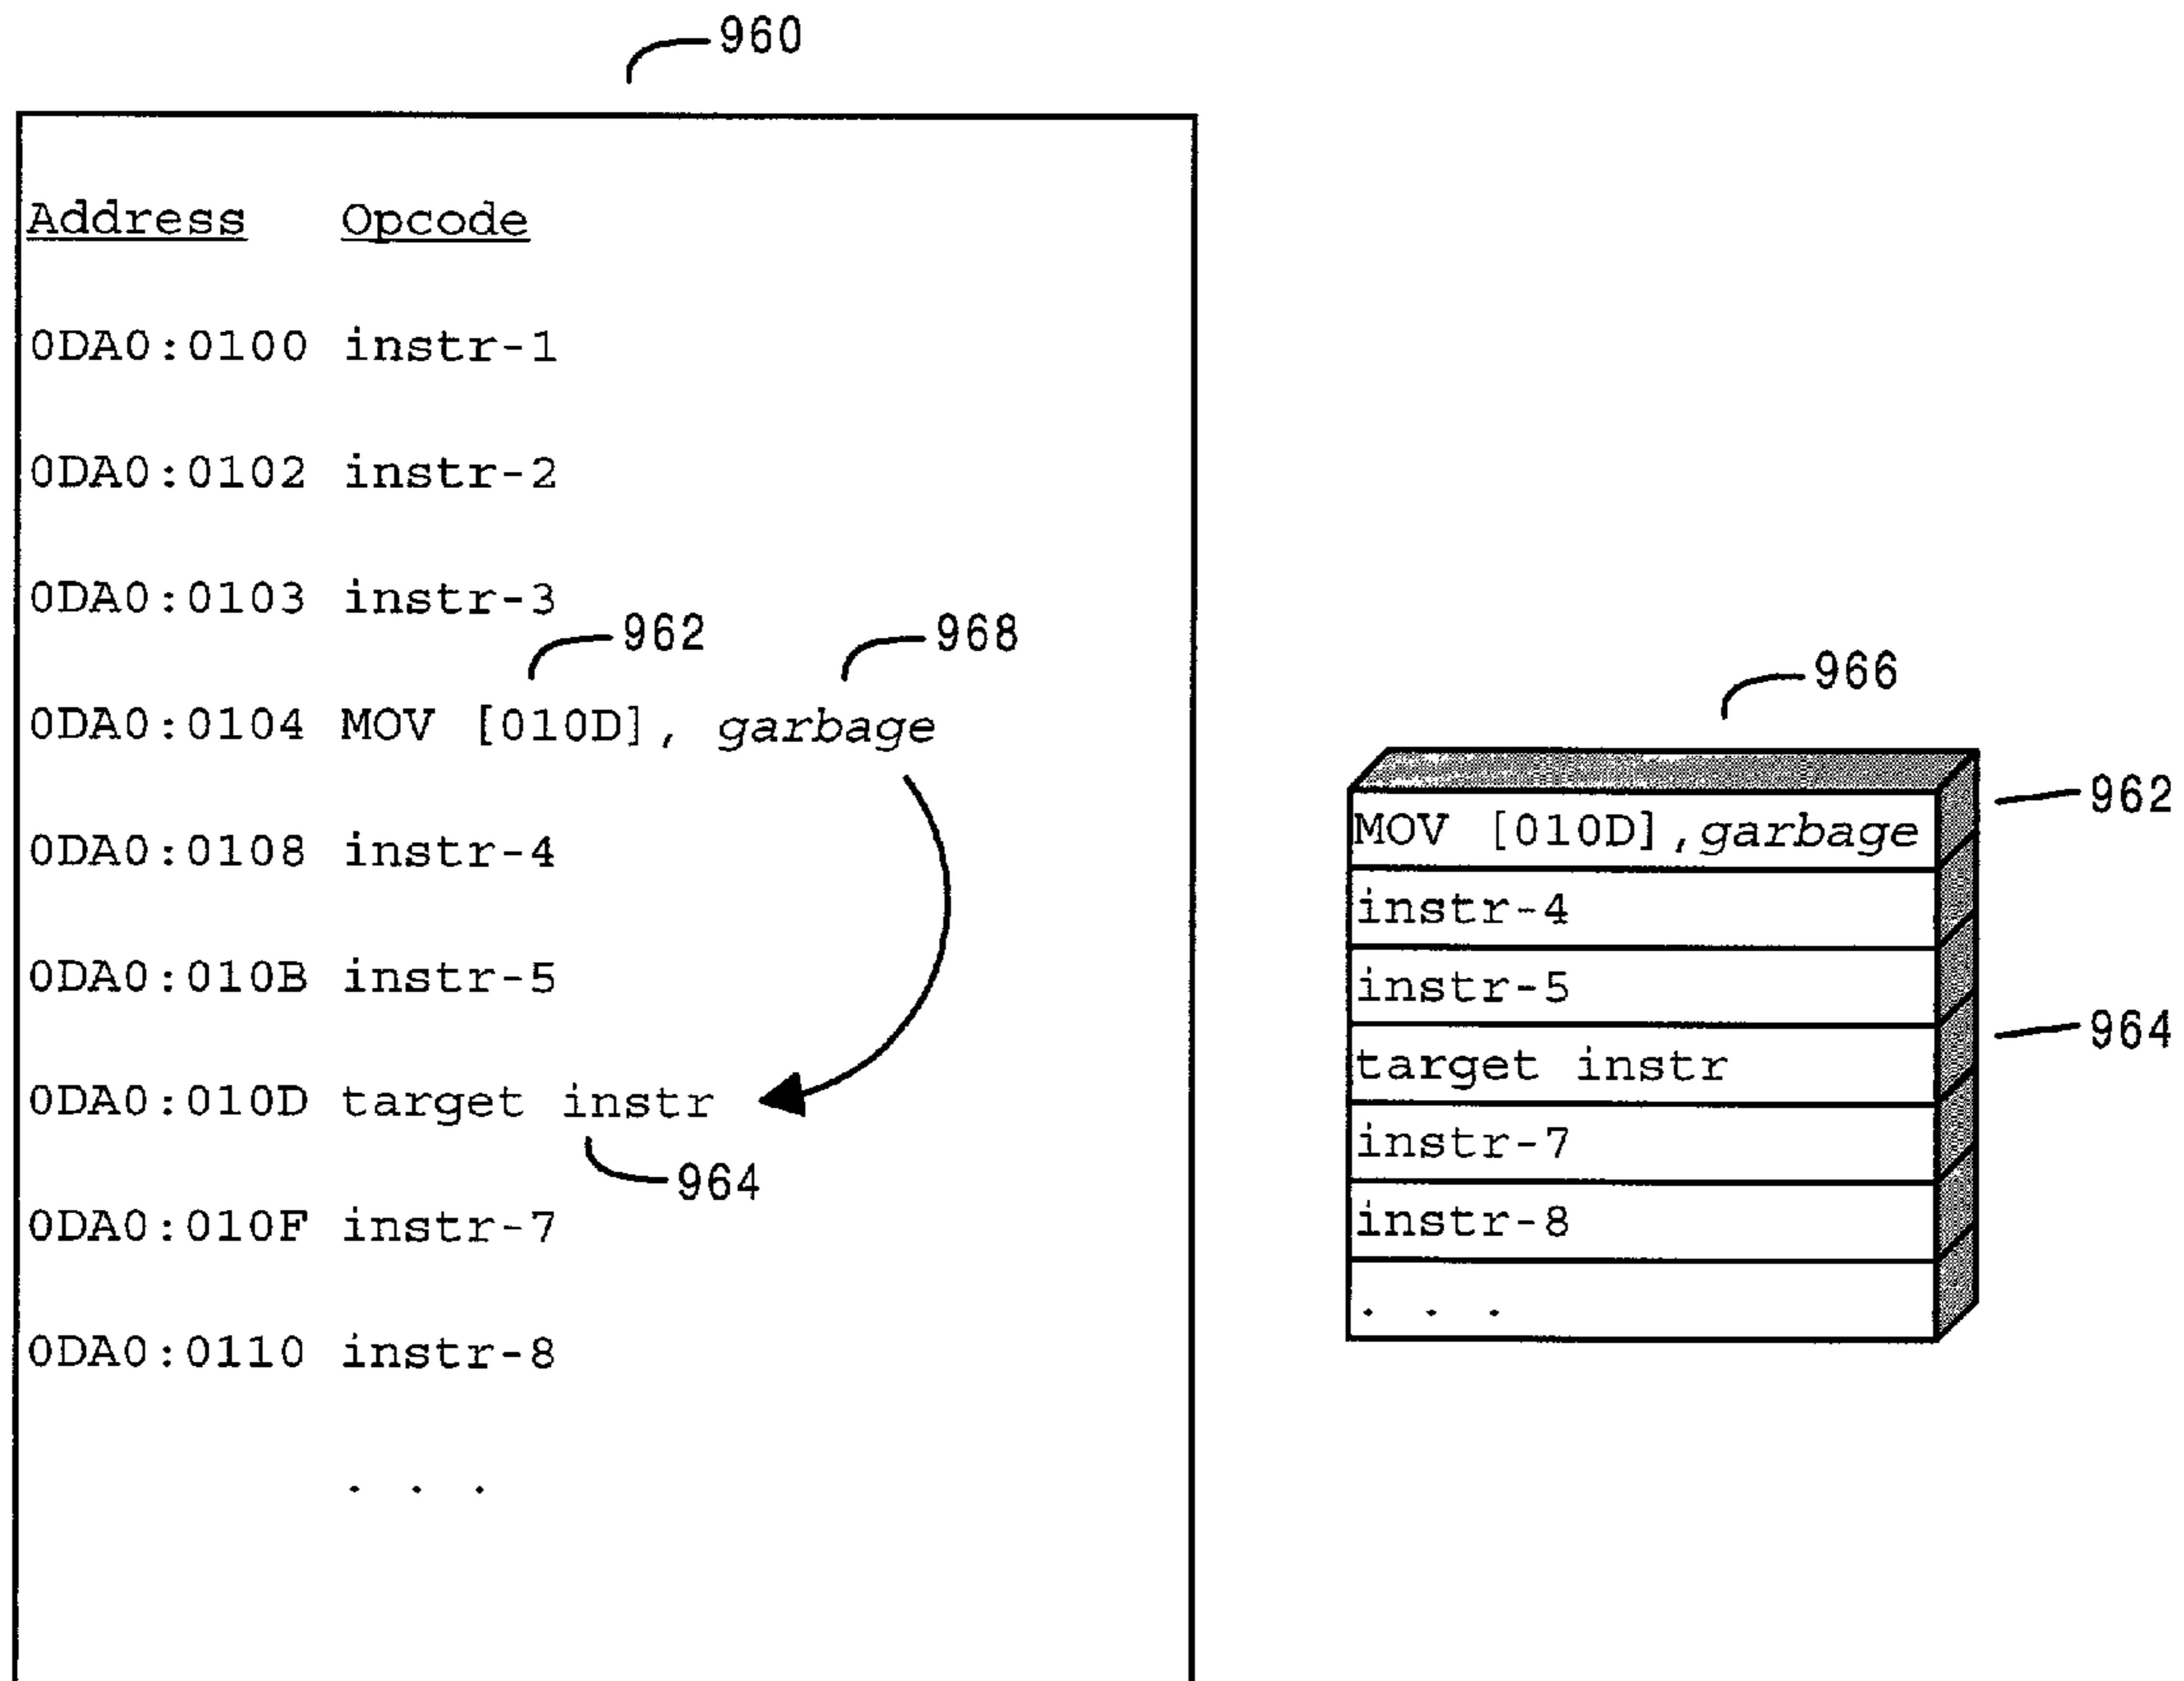 960
Address Opcode
0DA0:0100 instr-1
0DA0:0102 instr-2
0DA0:0103 instr-3
962 968
0DA0:0104 MOV [010D], garbage
0DA0:0108 instr-4
0DA0:010B instr-5
0DA0:010D target instr
964
0DA0:010F instr-7
0DA0:0110 instr-8
. . .
966
962
MOV [010D],garbage
instr-4
instr-5
964
target instr
instr-7
instr-8
. . .